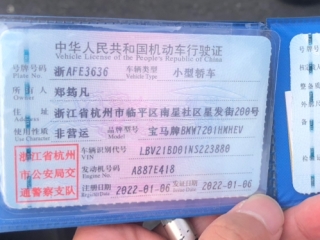 中华人民共和国机动车行驶证
Vehicle License of the People's Republic of China
号牌号码 浙AFE3636 车辆类型 小型轿车
Plate No. Vehicle Type
所有人 郑筠凡
Owner
住址 浙江省杭州市临平区南星社区星发街200号
Address
使用性质 非营运 品牌型号 宝马牌BMW7201HMHEV
Use Character Model
浙江省杭州 车辆识别代号 LBV21BD01NS223880
VIN
市公安局交 发动机号码 A887E418
Engine No.
通警察支队 注册日期 2022-01-06 发证日期 2022-01-06
Register Date Issue Date